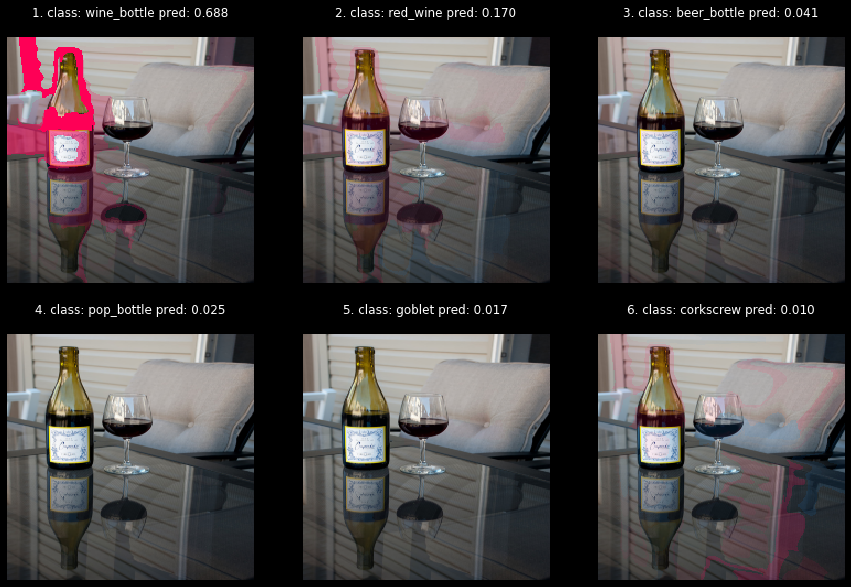 1. class: wine_bottle pred: 0.688
2. class: red_wine pred: 0.170
3. class: beer_bottle pred: 0.041
4. class: pop_bottle pred: 0.025
5. class: goblet pred: 0.017
6. class: corkscrew pred: 0.010